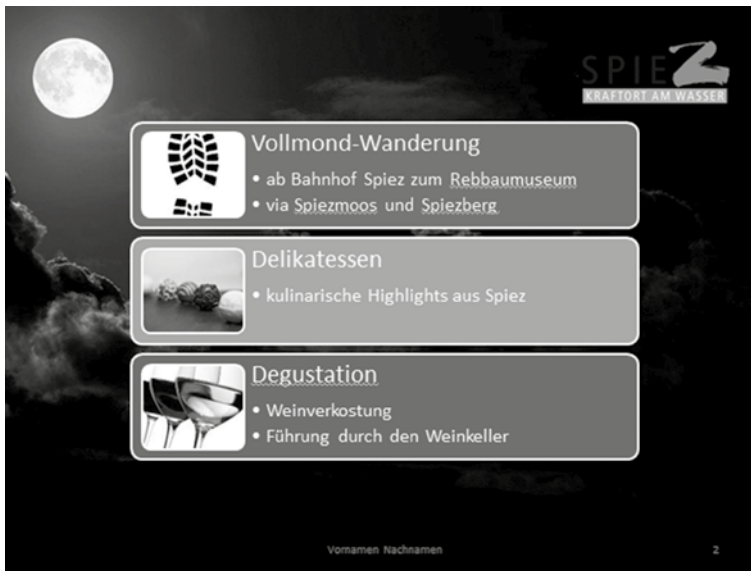 SPIEZ
KRAFTORT AM WASSER
Vollmond-Wanderung
• ab Bahnhof Spiez zum Rebbaumuseum
• via Spiezmoos und Spiezberg
Delikatessen
• kulinarische Highlights aus Spiez
Degustation
• Weinverkostung
• Führung durch den Weinkeller
Vornamen Nachnamen
2